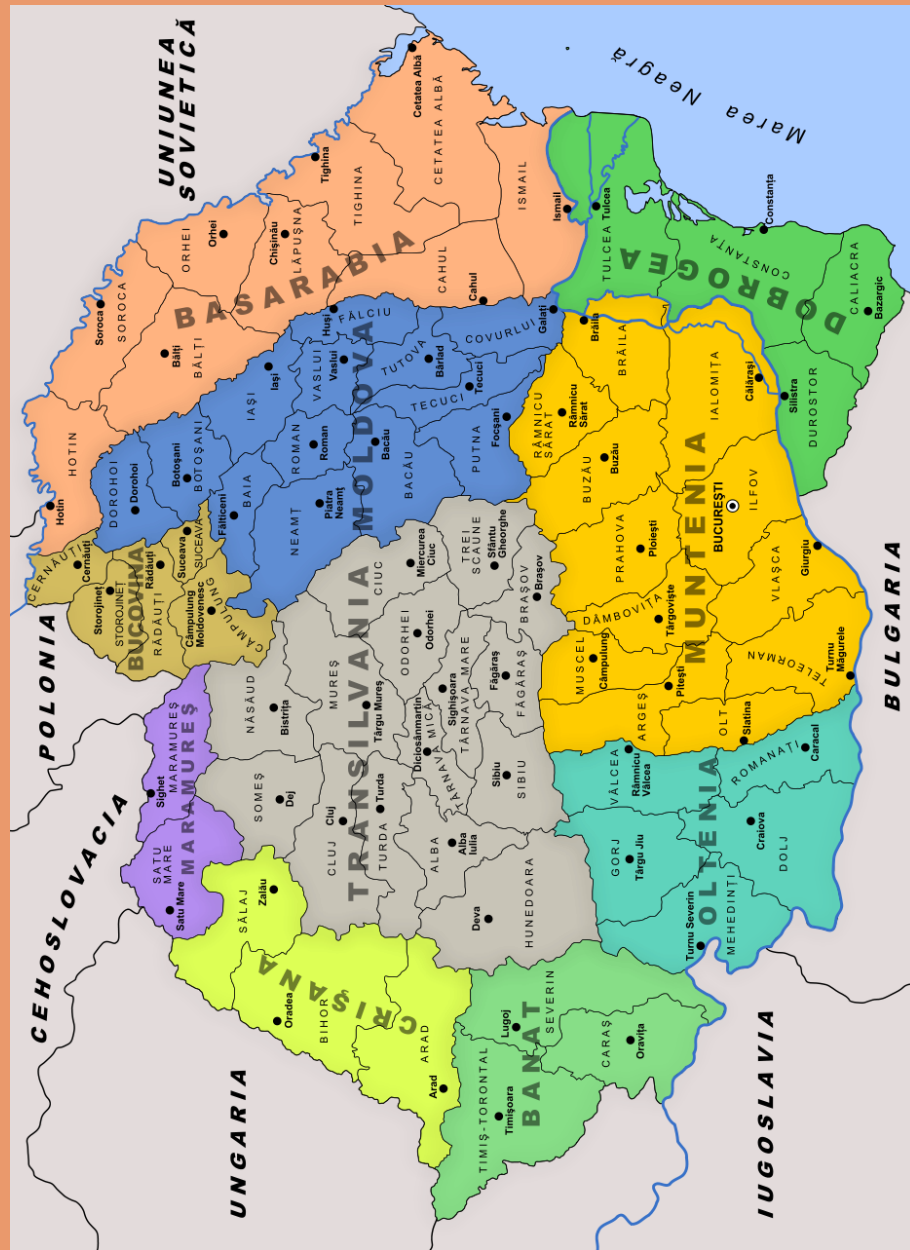 UNIUNEA
SOVIETICĂ
POLONIA
CEHOSLOVACIA
UNGARIA
IUGOSLAVIA
BULGARIA
Marea Neagră
BASARABIA
HOTIN
Hotin
SOROCA
Soroca
BĂLȚI
Bălți
ORHEI
Orhei
LĂPUȘNA
Chișinău
TIGHINA
Tighina
CETATEA ALBĂ
Cetatea Albă
CAHUL
Cahul
ISMAIL
Ismail
BUCOVINA
CERNĂUȚI
Cernăuți
STOROJINEȚ
Storojineț
RĂDĂUȚI
Rădăuți
SUCEAVA
Suceava
CÂMPULUNG
Câmpulung
Moldovenesc
MOLDOVA
DOROHOI
Dorohoi
BOTOȘANI
Botoșani
BAIA
Fălticeni
IAȘI
Iași
NEAMȚ
Piatra
Neamț
ROMAN
Roman
VASLUI
Vaslui
FĂLCIU
Huși
BACĂU
Bacău
TUTOVA
Bârlad
TECUCI
Tecuci
PUTNA
Focșani
COVURLUI
Galați
MARAMUREȘ
MARAMUREȘ
Sighet
SATU
MARE
Satu Mare
CRIȘANA
SĂLAJ
Zalău
BIHOR
Oradea
ARAD
Arad
TRANSILVANIA
NĂSĂUD
Bistrița
SOMEȘ
Dej
CLUJ
Cluj
MUREȘ
Târgu Mureș
TURDA
Turda
CIUC
Miercurea
Ciuc
ODORHEI
Odorhei
TÂRNAVA MICĂ
Diciosânmartin
TÂRNAVA MARE
Sighișoara
ALBA
Alba
Iulia
TREI
SCAUNE
Sfântu
Gheorghe
BRAȘOV
Brașov
FĂGĂRAȘ
Făgăraș
SIBIU
Sibiu
HUNEDOARA
Deva
BANAT
TIMIȘ-TORONTAL
Timișoara
SEVERIN
Lugoj
CARAȘ
Oravița
OLTENIA
VÂLCEA
Râmnicu
Vâlcea
GORJ
Târgu Jiu
MEHEDINȚI
Turnu Severin
DOLJ
Craiova
ROMANAȚI
Caracal
MUNTENIA
MUSCEL
Câmpulung
ARGEȘ
Pitești
OLT
Slatina
TELEORMAN
Turnu
Măgurele
DÂMBOVIȚA
Târgoviște
PRAHOVA
Ploiești
BUZĂU
Buzău
RÂMNICU
SĂRAT
Râmnicu
Sărat
BRĂILA
Brăila
IALOMIȚA
Călărași
ILFOV
BUCUREȘTI
VLAȘCA
Giurgiu
DOBROGEA
TULCEA
Tulcea
CONSTANȚA
Constanța
DUROSTOR
Silistra
CALIACRA
Bazargic